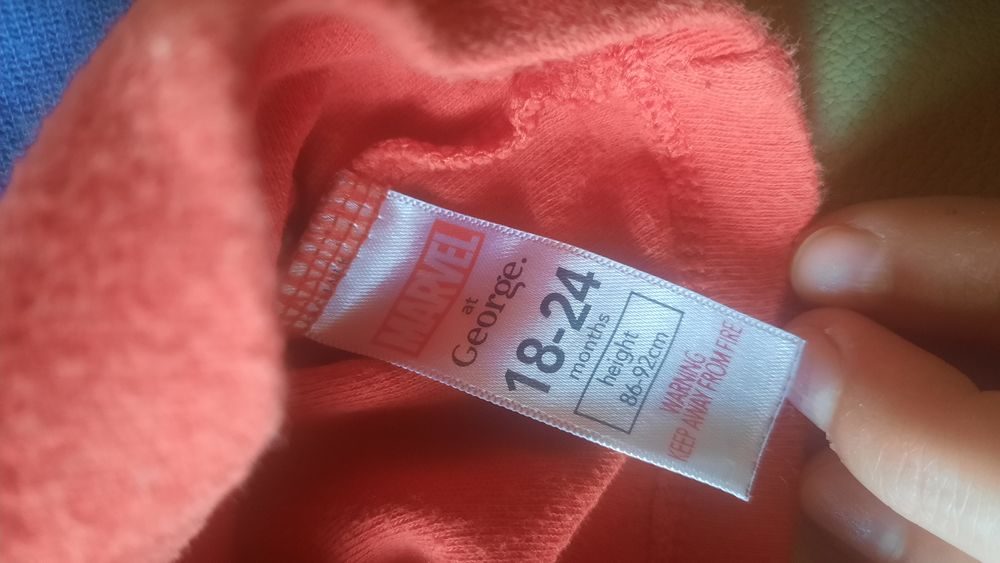 MARVEL
at
George.
18-24
months
height
86-92cm
WARNING
KEEP AWAY FROM FIRE